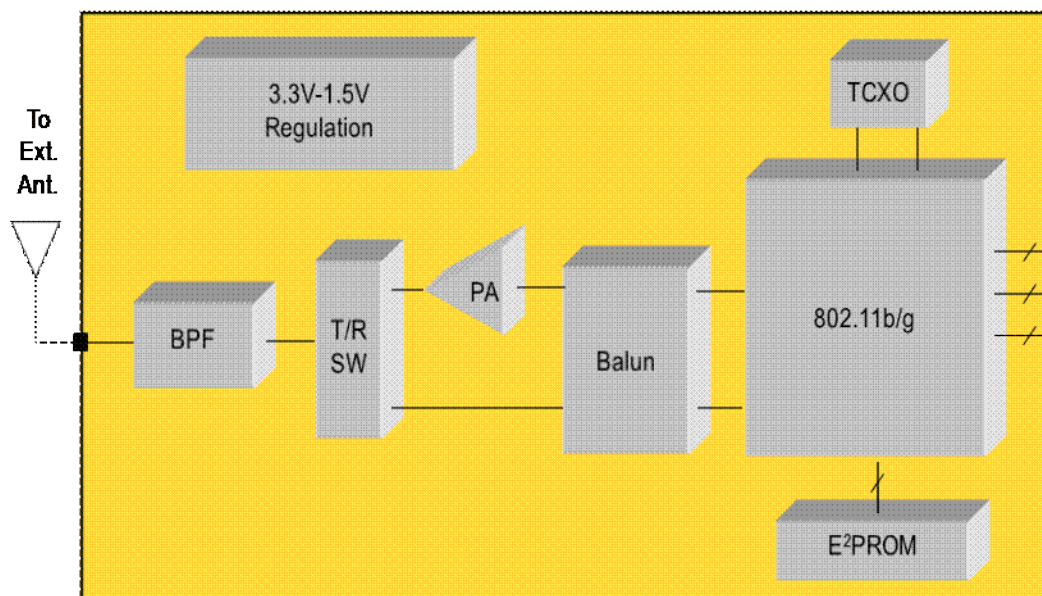 To
Ext.
Ant.
3.3V-1.5V
Regulation
TCXO
BPF
T/R
SW
PA
Balun
802.11b/g
E²PROM